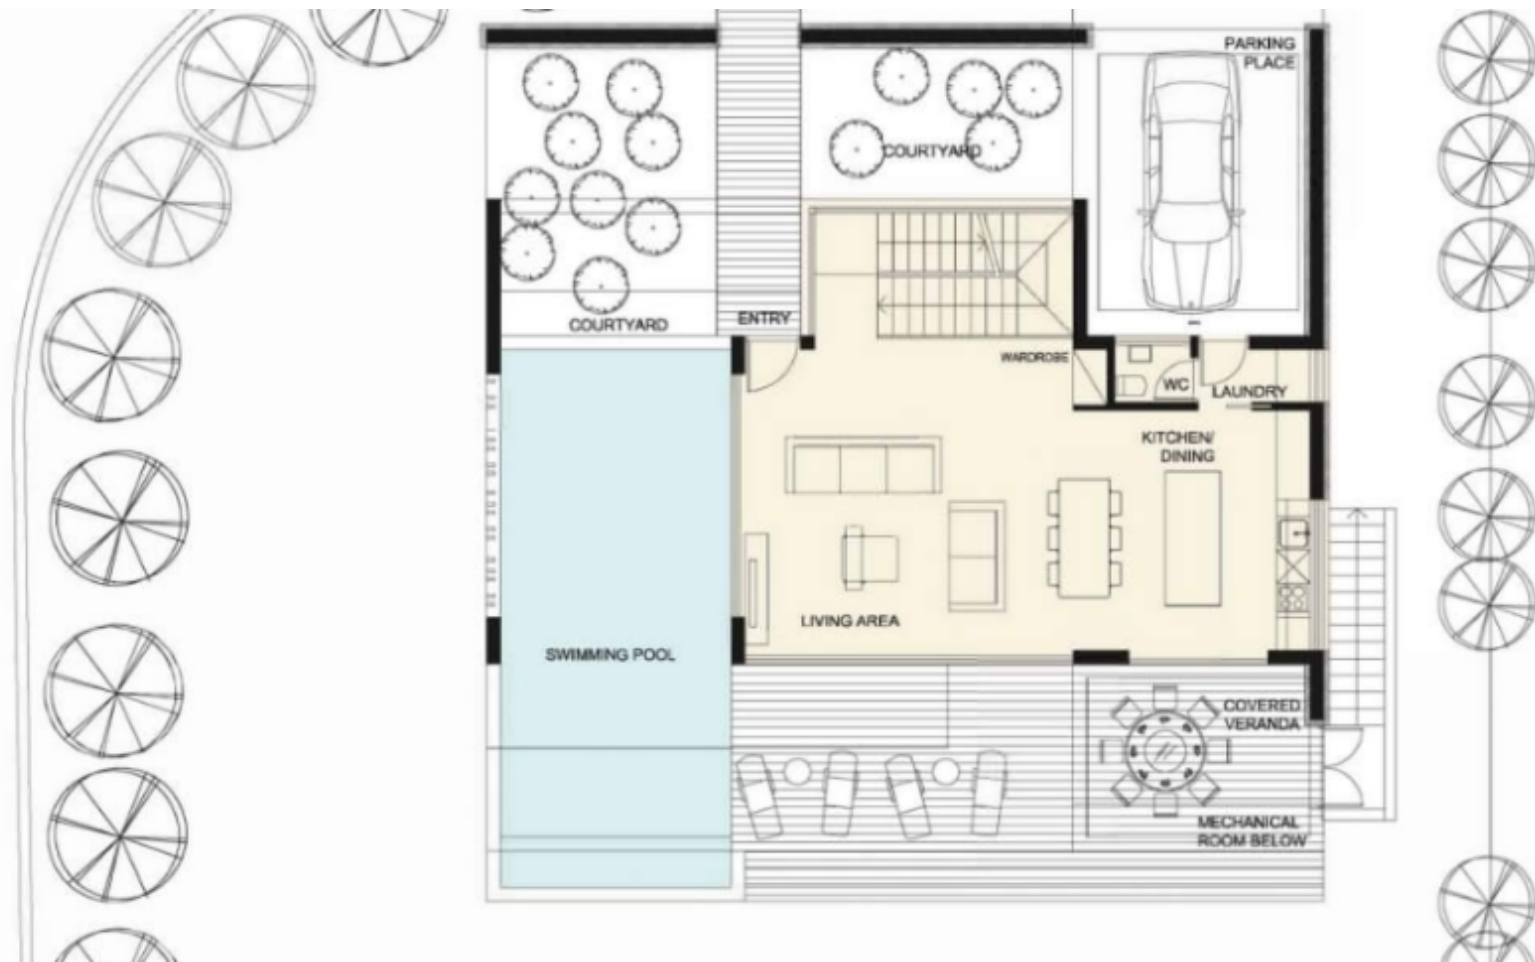 PARKING
PLACE
COURTYARD
ENTRY
COURTYARD
WARDROBE
WC
LAUNDRY
KITCHEN/
DINING
LIVING AREA
SWIMMING POOL
COVERED
VERANDA
MECHANICAL
ROOM BELOW